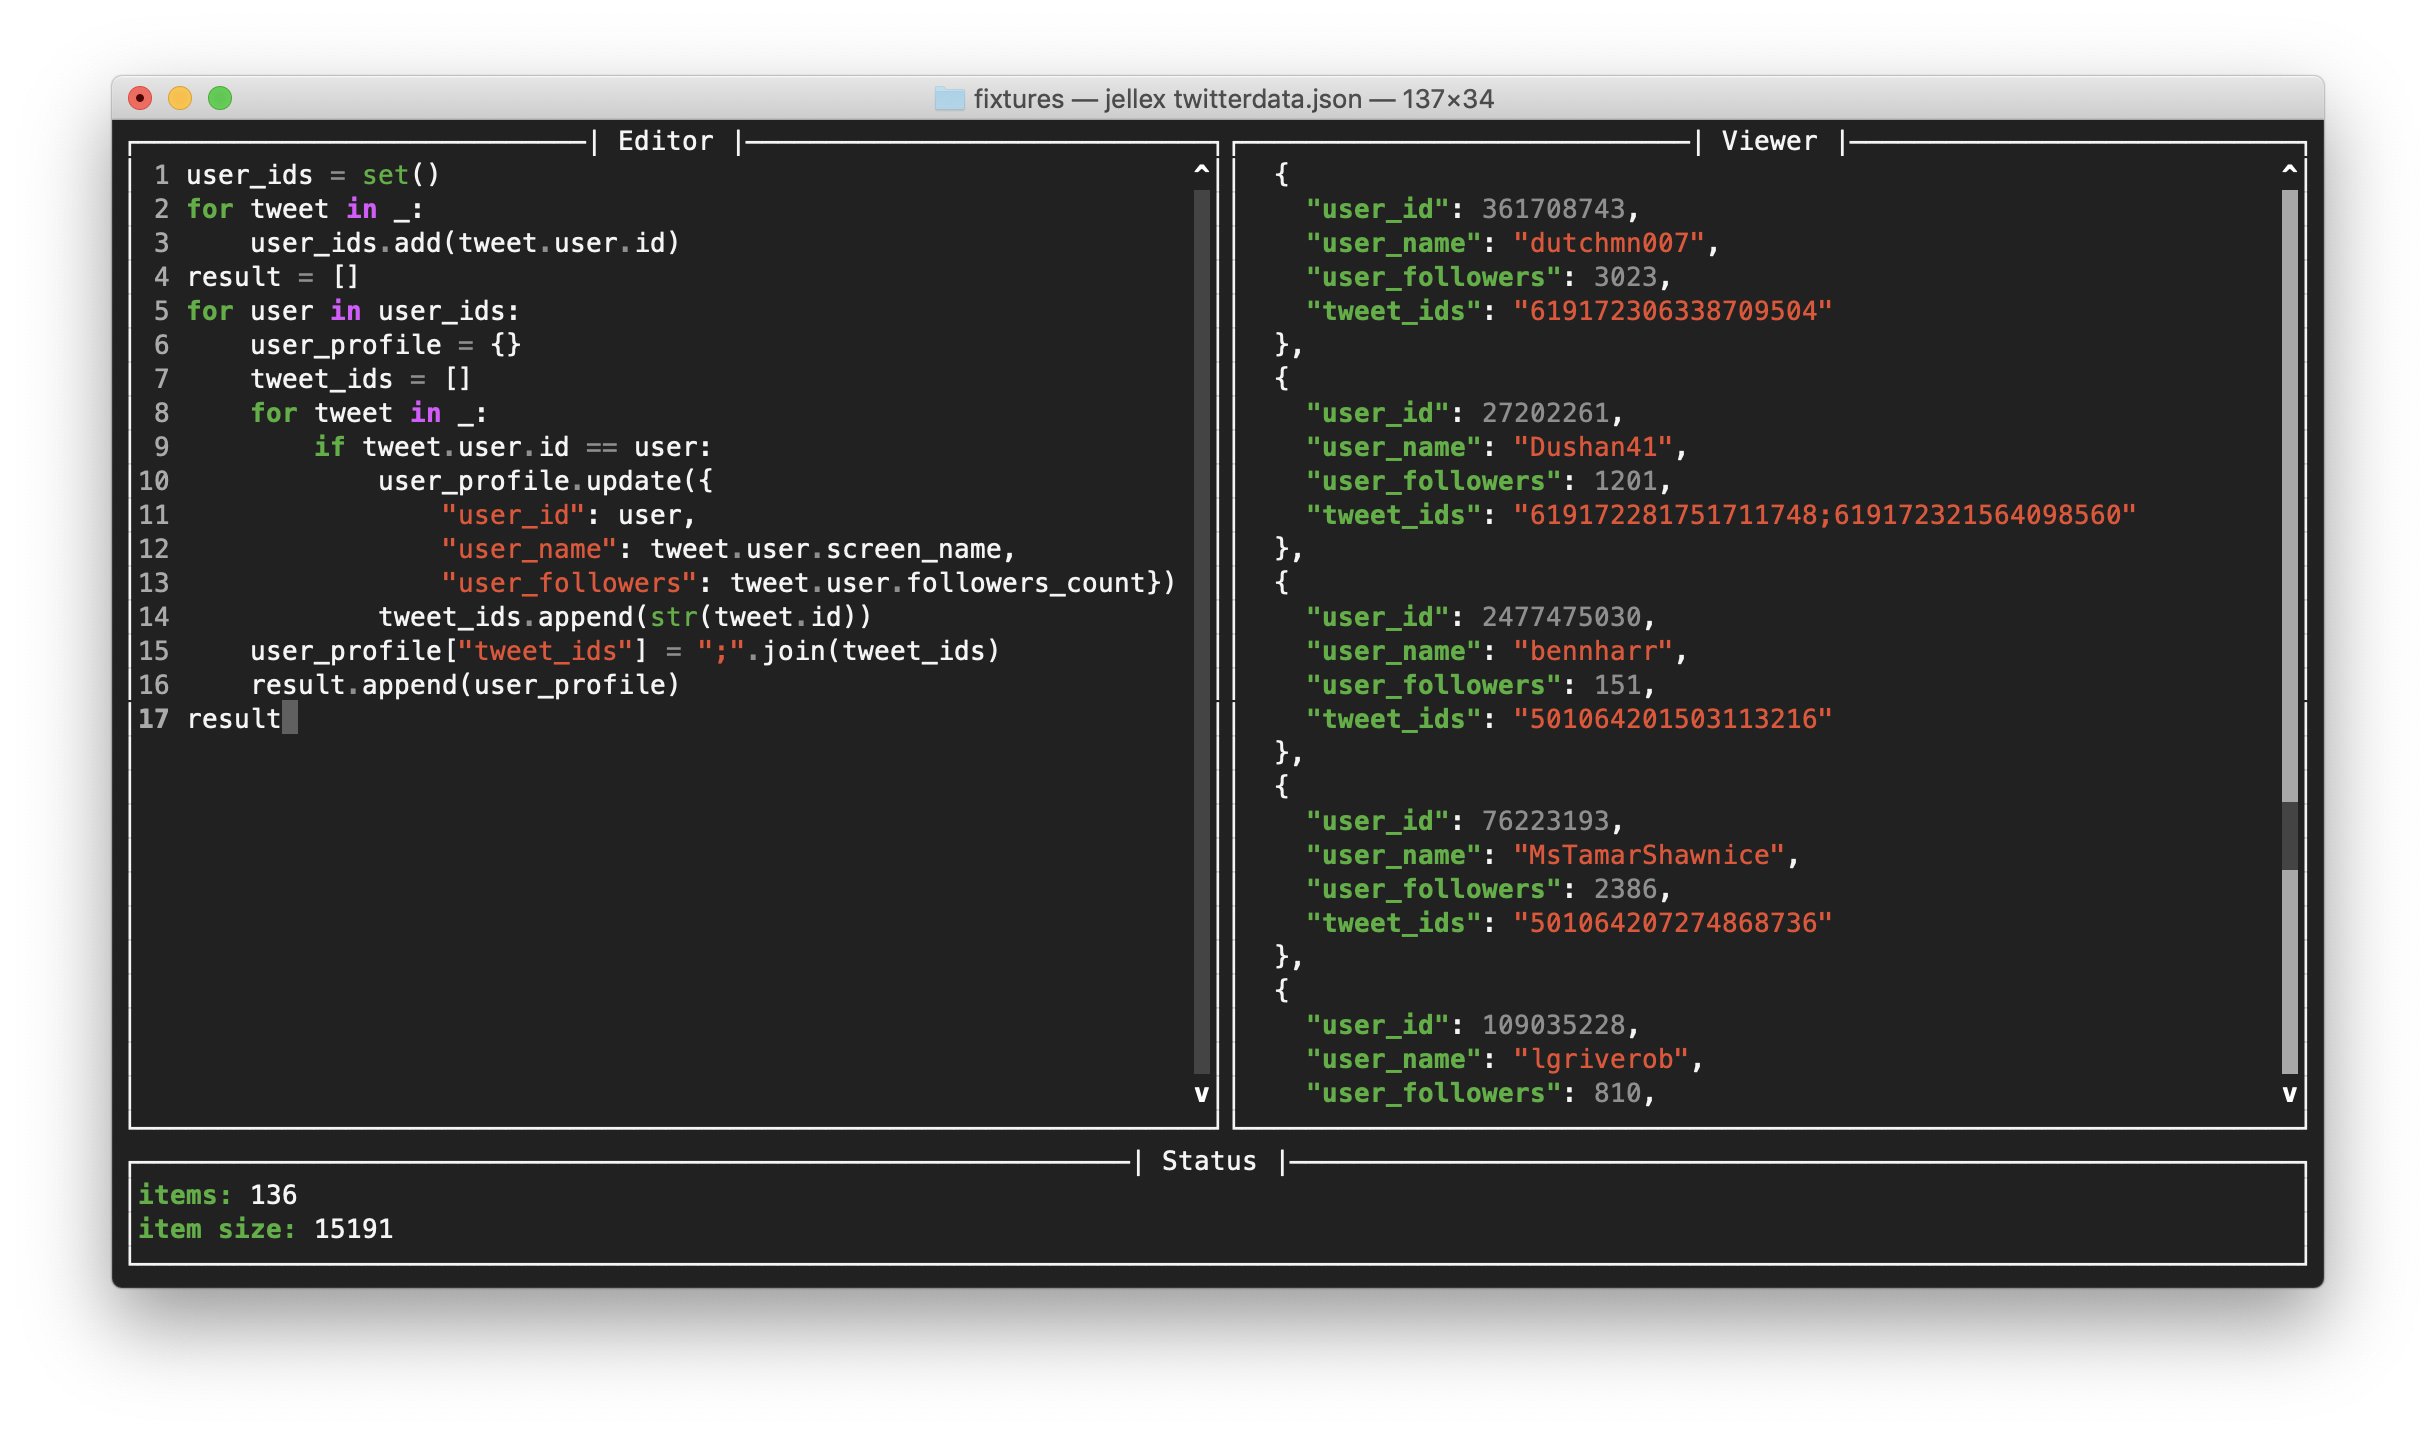 fixtures — jellex twitterdata.json — 137×34
| Editor |
1 user_ids = set()
2 for tweet in _:
3     user_ids.add(tweet.user.id)
4 result = []
5 for user in user_ids:
6     user_profile = {}
7     tweet_ids = []
8     for tweet in _:
9         if tweet.user.id == user:
10             user_profile.update({
11                 "user_id": user,
12                 "user_name": tweet.user.screen_name,
13                 "user_followers": tweet.user.followers_count})
14             tweet_ids.append(str(tweet.id))
15     user_profile["tweet_ids"] = ";".join(tweet_ids)
16     result.append(user_profile)
17 result
^
v
| Viewer |
  {
    "user_id": 361708743,
    "user_name": "dutchmn007",
    "user_followers": 3023,
    "tweet_ids": "619172306338709504"
  },
  {
    "user_id": 27202261,
    "user_name": "Dushan41",
    "user_followers": 1201,
    "tweet_ids": "619172281751711748;619172321564098560"
  },
  {
    "user_id": 2477475030,
    "user_name": "bennharr",
    "user_followers": 151,
    "tweet_ids": "501064201503113216"
  },
  {
    "user_id": 76223193,
    "user_name": "MsTamarShawnice",
    "user_followers": 2386,
    "tweet_ids": "501064207274868736"
  },
  {
    "user_id": 109035228,
    "user_name": "lgriverob",
    "user_followers": 810,
^
v
| Status |
items: 136
item size: 15191